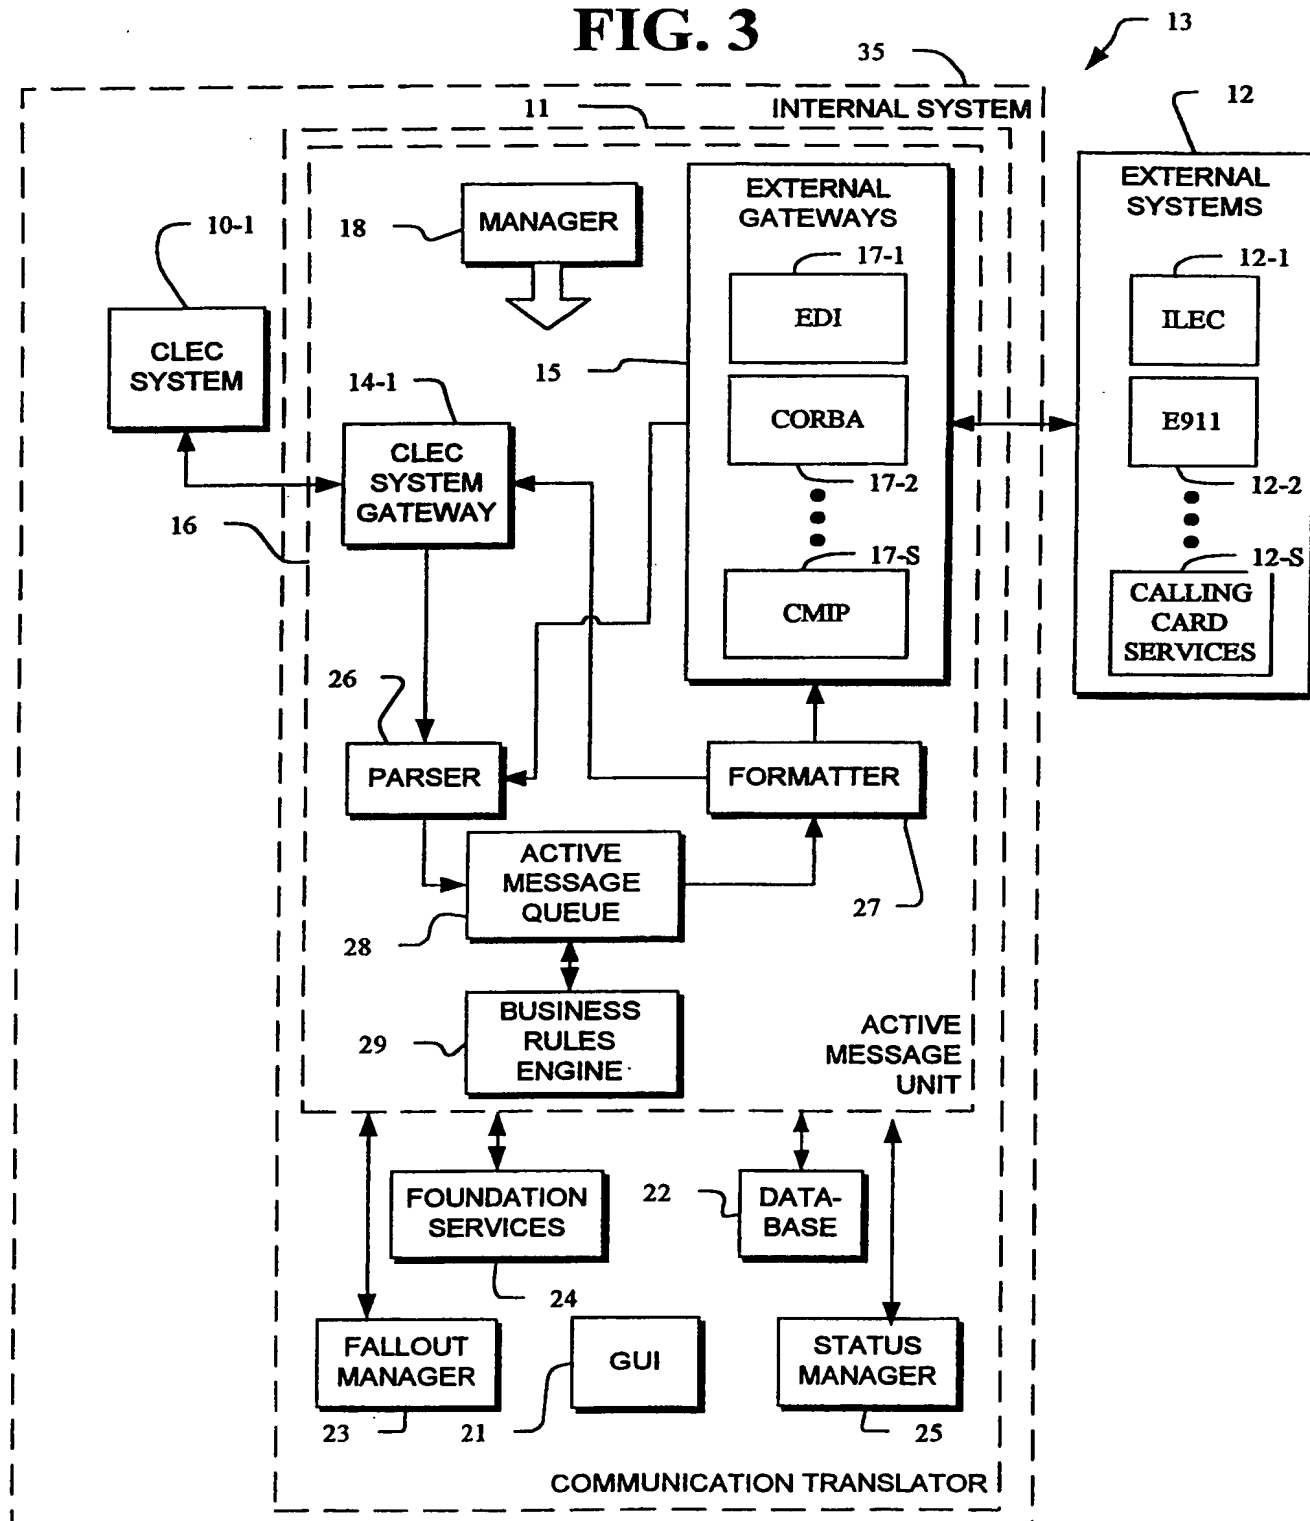 FIG. 3
13
35
INTERNAL SYSTEM
11
12
EXTERNAL
SYSTEMS
EXTERNAL
GATEWAYS
MANAGER
18
10-1
CLEC
SYSTEM
17-1
EDI
12-1
ILEC
15
14-1
CORBA
17-2
E911
12-2
CLEC
SYSTEM
GATEWAY
16
17-S
CMIP
12-S
CALLING
CARD
SERVICES
26
PARSER
FORMATTER
27
ACTIVE
MESSAGE
QUEUE
28
BUSINESS
RULES
ENGINE
29
ACTIVE
MESSAGE
UNIT
FOUNDATION
SERVICES
24
22
DATA-
BASE
FALLOUT
MANAGER
23
GUI
21
STATUS
MANAGER
25
COMMUNICATION TRANSLATOR